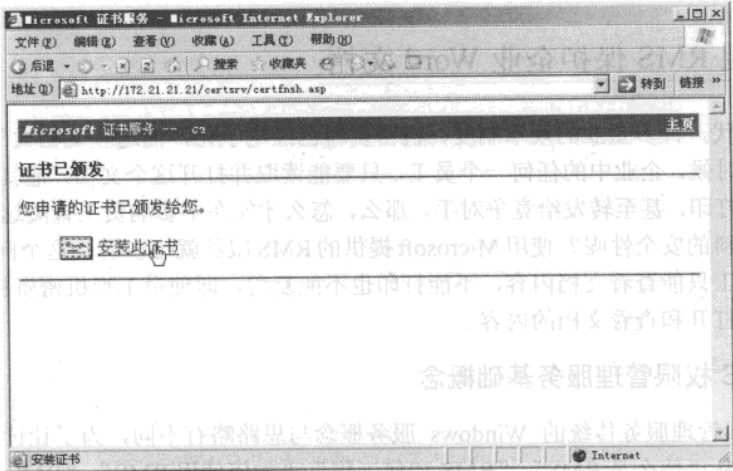 Microsoft 证书服务 - Microsoft Internet Explorer
文件(F) 编辑(E) 查看(V) 收藏(A) 工具(T) 帮助(H)
后退 搜索 收藏夹
地址(D) http://172.21.21.21/certsrv/certfnsh.asp 转到 链接 »
Microsoft 证书服务 -- ca 主页
证书已颁发
您申请的证书已颁发给您。
安装此证书
安装证书 Internet